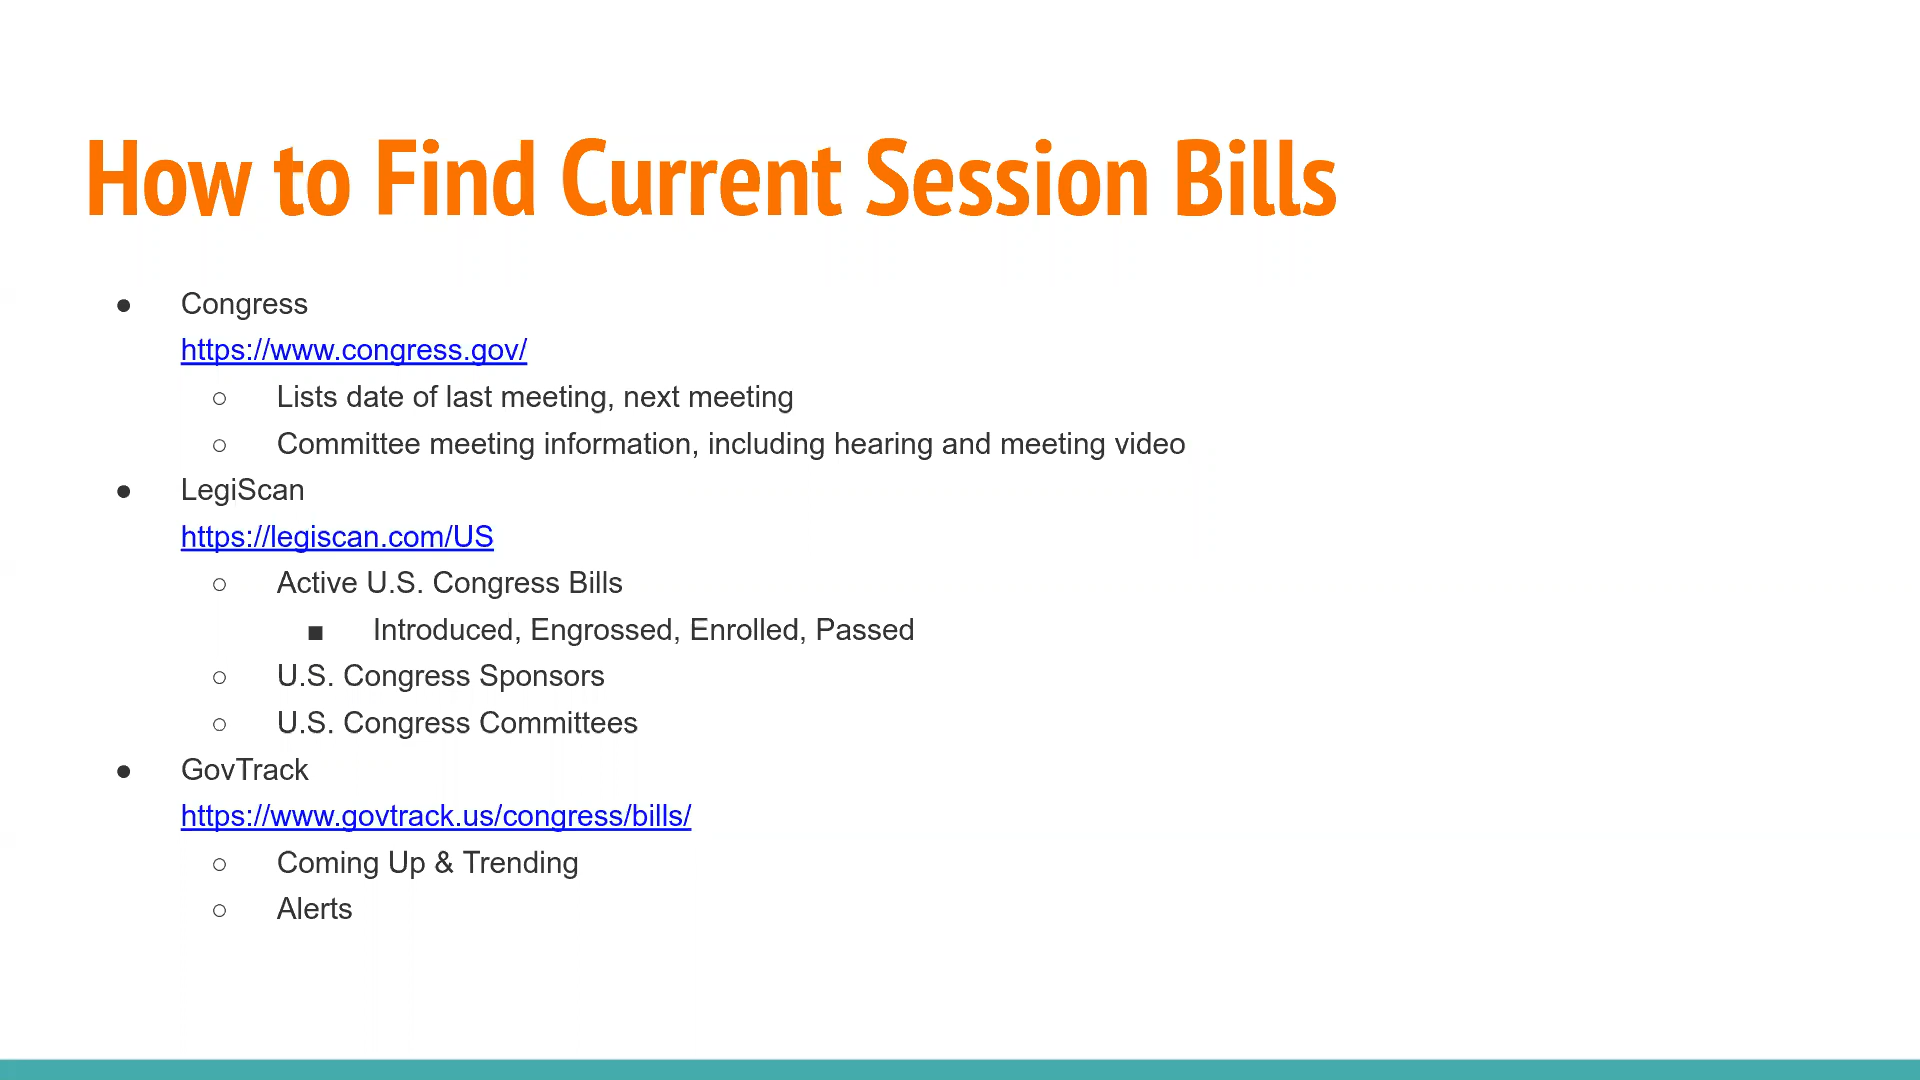 How to Find Current Session Bills
● Congress
https://www.congress.gov/
○ Lists date of last meeting, next meeting
○ Committee meeting information, including hearing and meeting video
● LegiScan
https://legiscan.com/US
○ Active U.S. Congress Bills
■ Introduced, Engrossed, Enrolled, Passed
○ U.S. Congress Sponsors
○ U.S. Congress Committees
● GovTrack
https://www.govtrack.us/congress/bills/
○ Coming Up & Trending
○ Alerts